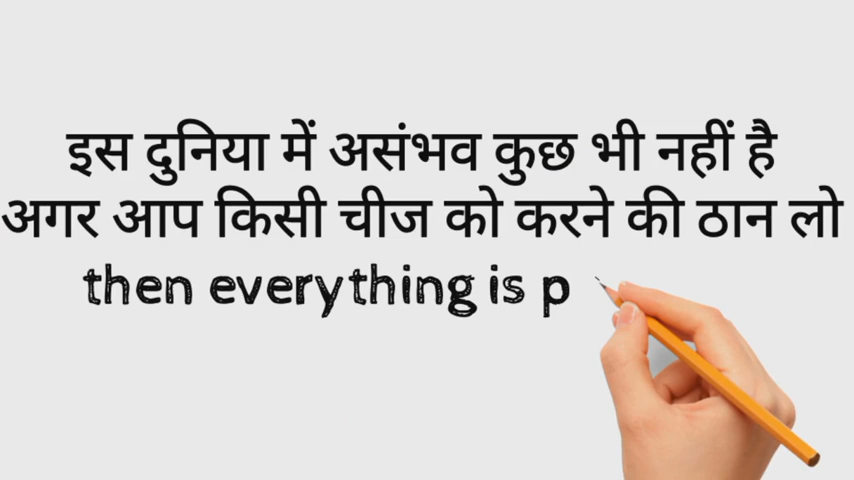 इस दुनिया में असंभव कुछ भी नहीं है
अगर आप किसी चीज को करने की ठान लो
then everything is p